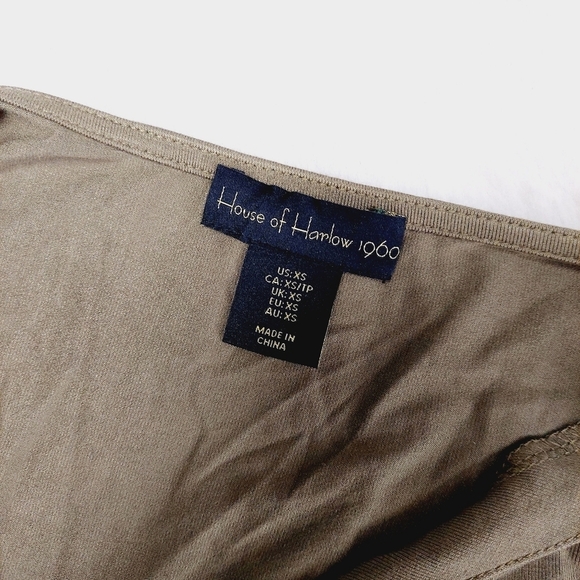 House of Harlow 1960
US:XS
CA:XS/TP
UK:XS
EU:XS
AU:XS
MADE IN
CHINA